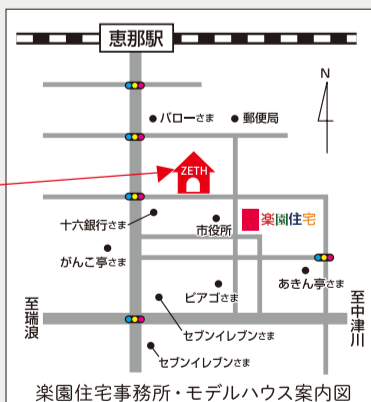 恵那駅
N
バローさま
郵便局
ZETH
十六銀行さま
市役所
楽園住宅
がんこ亭さま
ピアゴさま
あきん亭さま
至瑞浪
至中津川
セブンイレブンさま
セブンイレブンさま
楽園住宅事務所・モデルハウス案内図